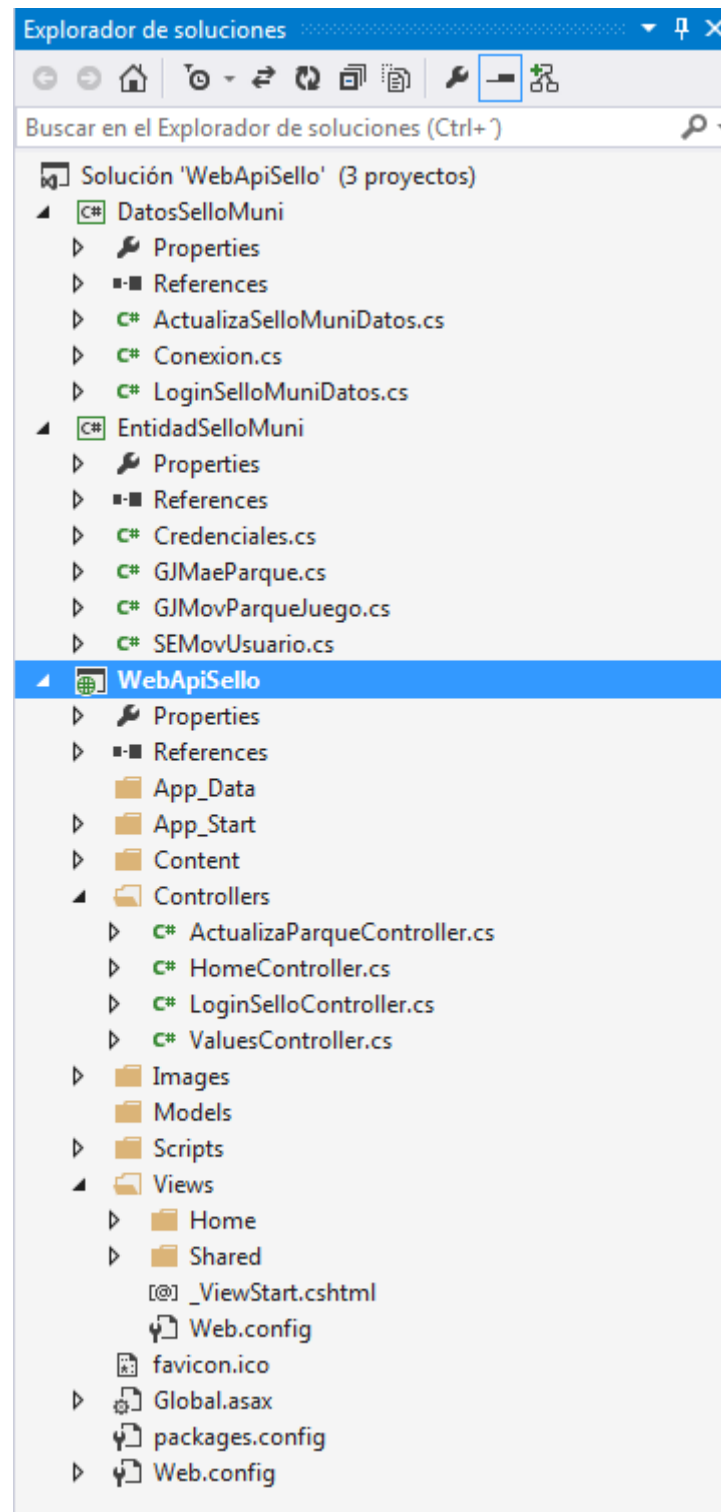 Explorador de soluciones
Buscar en el Explorador de soluciones (Ctrl+´)
Solución 'WebApiSello' (3 proyectos)
C# DatosSelloMuni
Properties
References
C# ActualizaSelloMuniDatos.cs
C# Conexion.cs
C# LoginSelloMuniDatos.cs
C# EntidadSelloMuni
Properties
References
C# Credenciales.cs
C# GJMaeParque.cs
C# GJMovParqueJuego.cs
C# SEMovUsuario.cs
WebApiSello
Properties
References
App_Data
App_Start
Content
Controllers
C# ActualizaParqueController.cs
C# HomeController.cs
C# LoginSelloController.cs
C# ValuesController.cs
Images
Models
Scripts
Views
Home
Shared
[@] _ViewStart.cshtml
Web.config
favicon.ico
Global.asax
packages.config
Web.config